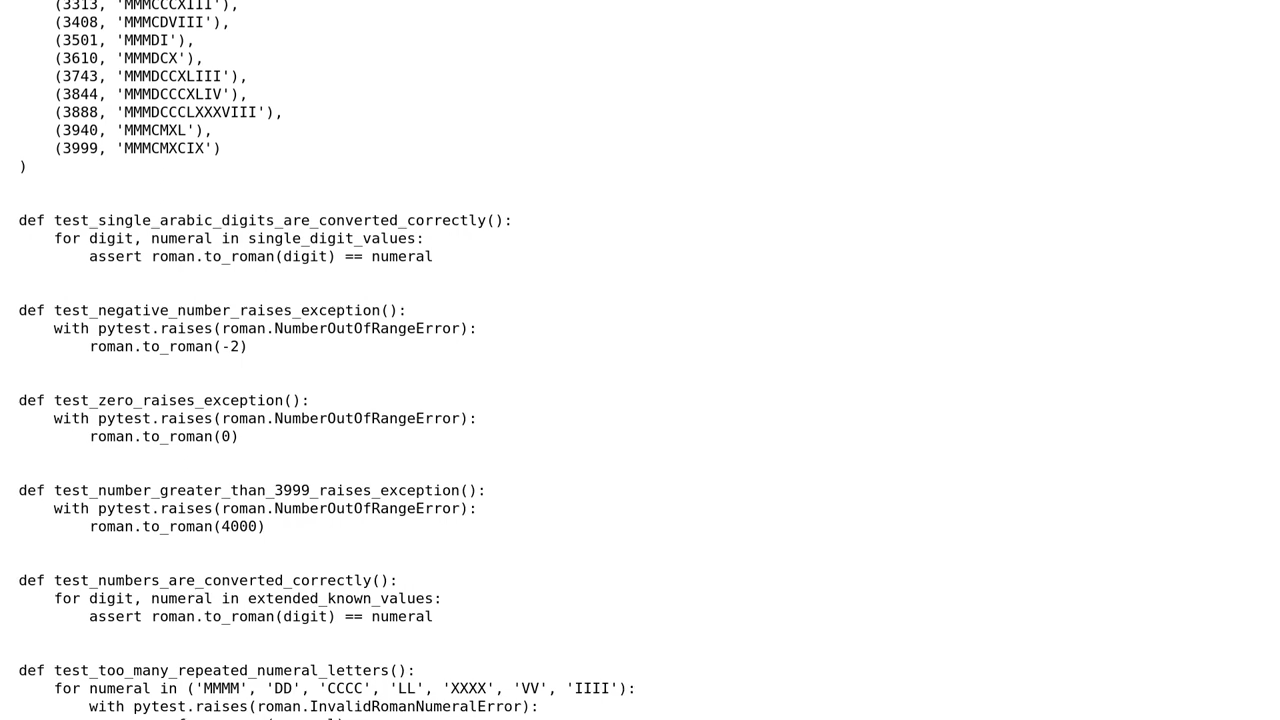 (3313, 'MMMCCCXIII'),
    (3408, 'MMMCDVIII'),
    (3501, 'MMMDI'),
    (3610, 'MMMDCX'),
    (3743, 'MMMDCCXLIII'),
    (3844, 'MMMDCCCXLIV'),
    (3888, 'MMMDCCCLXXXVIII'),
    (3940, 'MMMCMXL'),
    (3999, 'MMMCMXCIX')
)
def test_single_arabic_digits_are_converted_correctly():
    for digit, numeral in single_digit_values:
        assert roman.to_roman(digit) == numeral
def test_negative_number_raises_exception():
    with pytest.raises(roman.NumberOutOfRangeError):
        roman.to_roman(-2)
def test_zero_raises_exception():
    with pytest.raises(roman.NumberOutOfRangeError):
        roman.to_roman(0)
def test_number_greater_than_3999_raises_exception():
    with pytest.raises(roman.NumberOutOfRangeError):
        roman.to_roman(4000)
def test_numbers_are_converted_correctly():
    for digit, numeral in extended_known_values:
        assert roman.to_roman(digit) == numeral
def test_too_many_repeated_numeral_letters():
    for numeral in ('MMMM', 'DD', 'CCCC', 'LL', 'XXXX', 'VV', 'IIII'):
        with pytest.raises(roman.InvalidRomanNumeralError):